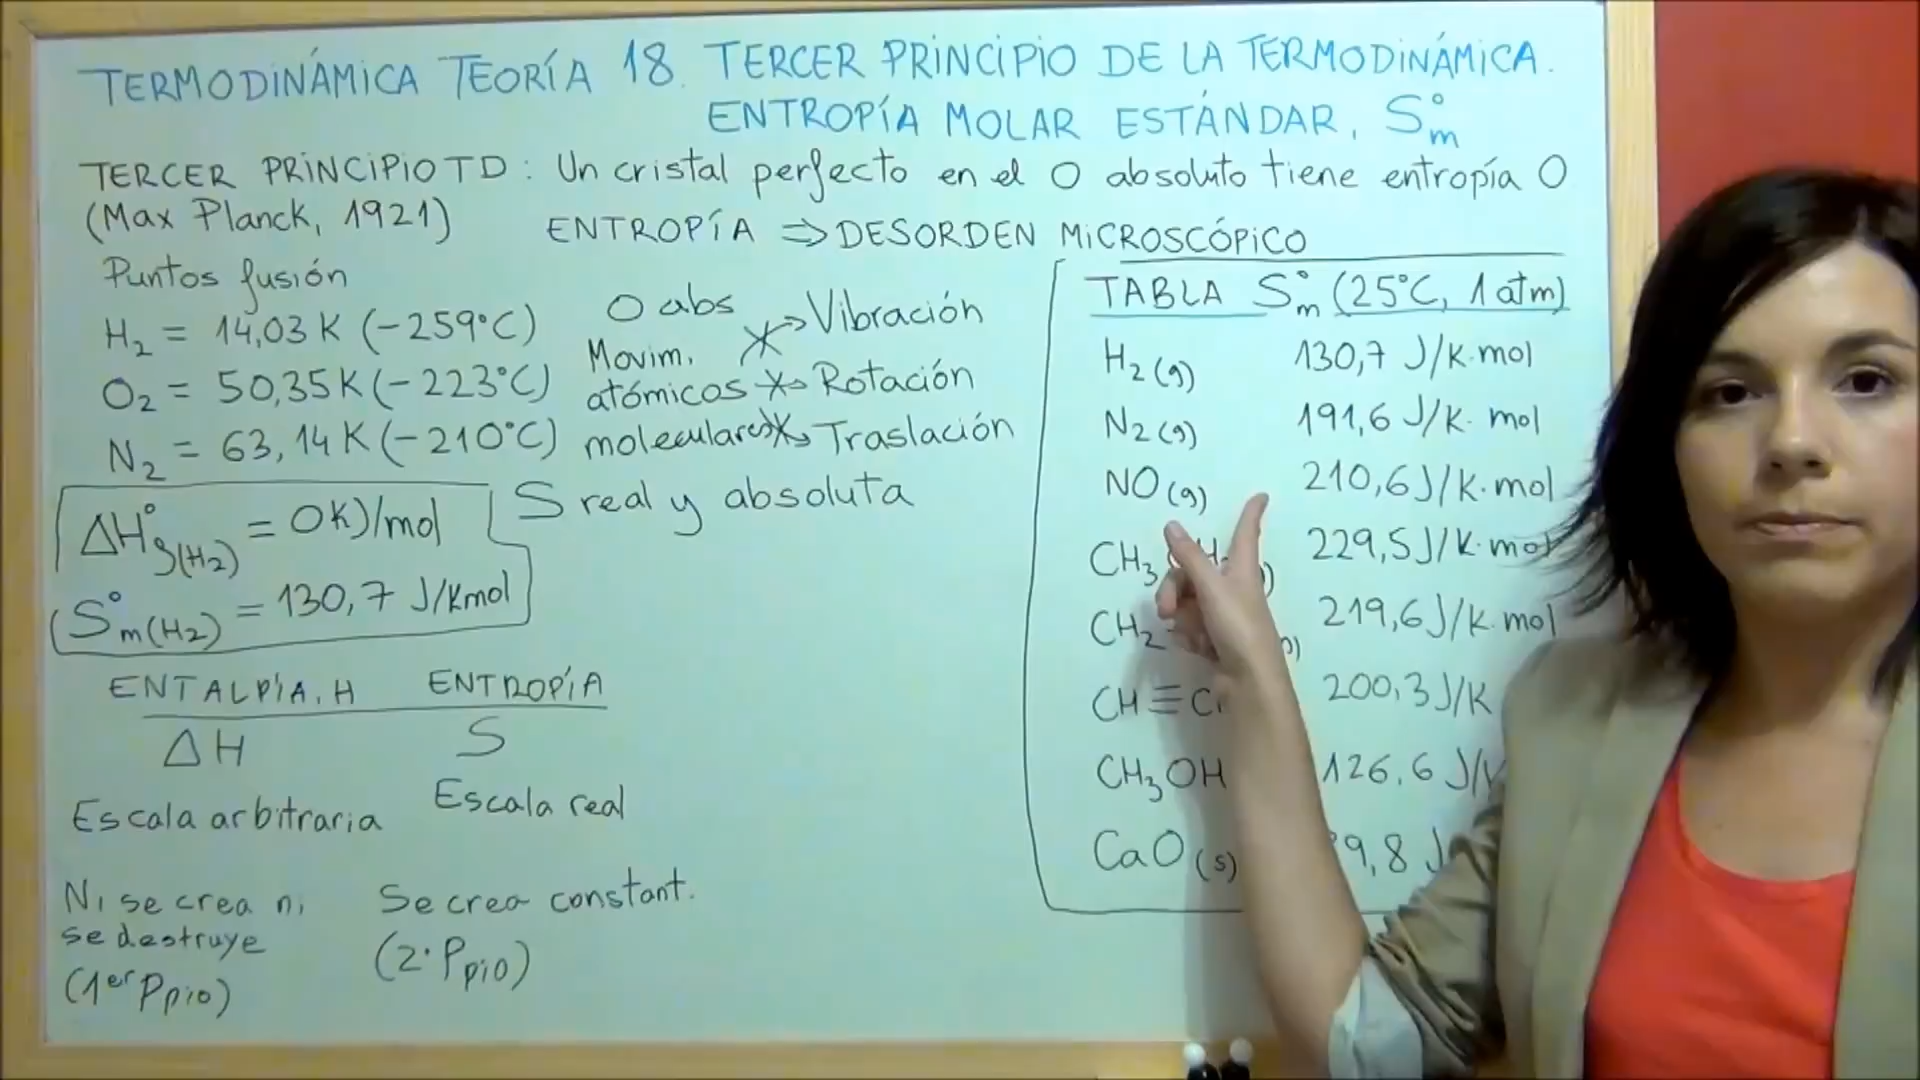 TERMODINÁMICA TEORÍA 18. TERCER PRINCIPIO DE LA TERMODINÁMICA.
ENTROPÍA MOLAR ESTÁNDAR, S°m
TERCER PRINCIPIO TD: Un cristal perfecto en el 0 absoluto tiene entropía 0
(Max Planck, 1921) ENTROPÍA ⇒ DESORDEN MICROSCÓPICO
Puntos fusión
H2 = 14,03 K (-259°C)
O2 = 50,35 K (-223°C)
N2 = 63,14 K (-210°C)
0 abs
Movim. → Vibración
atómicos → Rotación
moleculares → Traslación
S real y absoluta
ΔH°g(H2) = 0 KJ/mol
S°m(H2) = 130,7 J/Kmol
ENTALPÍA, H ENTROPÍA
ΔH S
Escala arbitraria Escala real
Ni se crea ni
se destruye
(1er Ppio)
Se crea constant.
(2º Ppio)
TABLA S°m (25°C, 1 atm)
H2(g) 130,7 J/K·mol
N2(g) 191,6 J/K·mol
NO(g) 210,6 J/K·mol
CH3 229,5 J/K·mol
CH2 219,6 J/K·mol
CH≡C 200,3 J/K
CH3OH 126,6 J/
CaO(s) 9,8 J